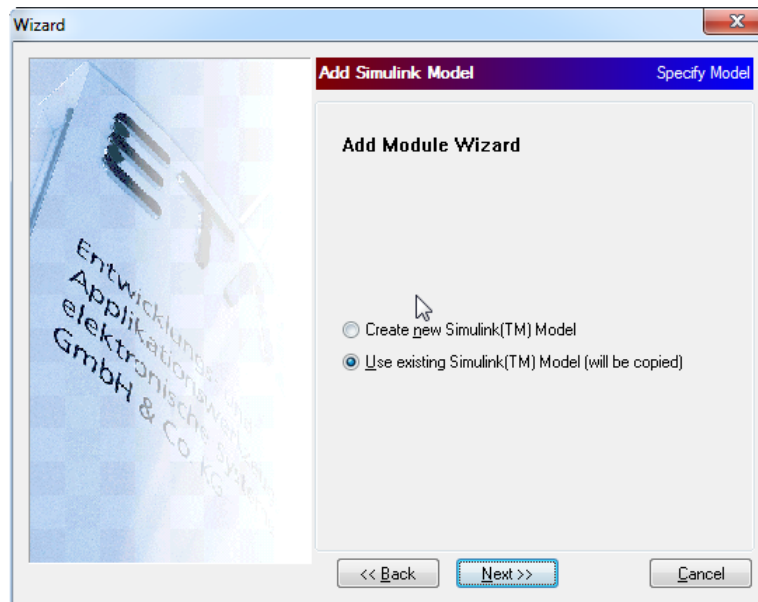 Wizard
Add Simulink Model
Specify Model
ET
Entwicklungs- und
Applikationswerkzeuge
elektronische Systeme
GmbH & Co. KG
Add Module Wizard
Create new Simulink(TM) Model
Use existing Simulink(TM) Model (will be copied)
<< Back
Next >>
Cancel